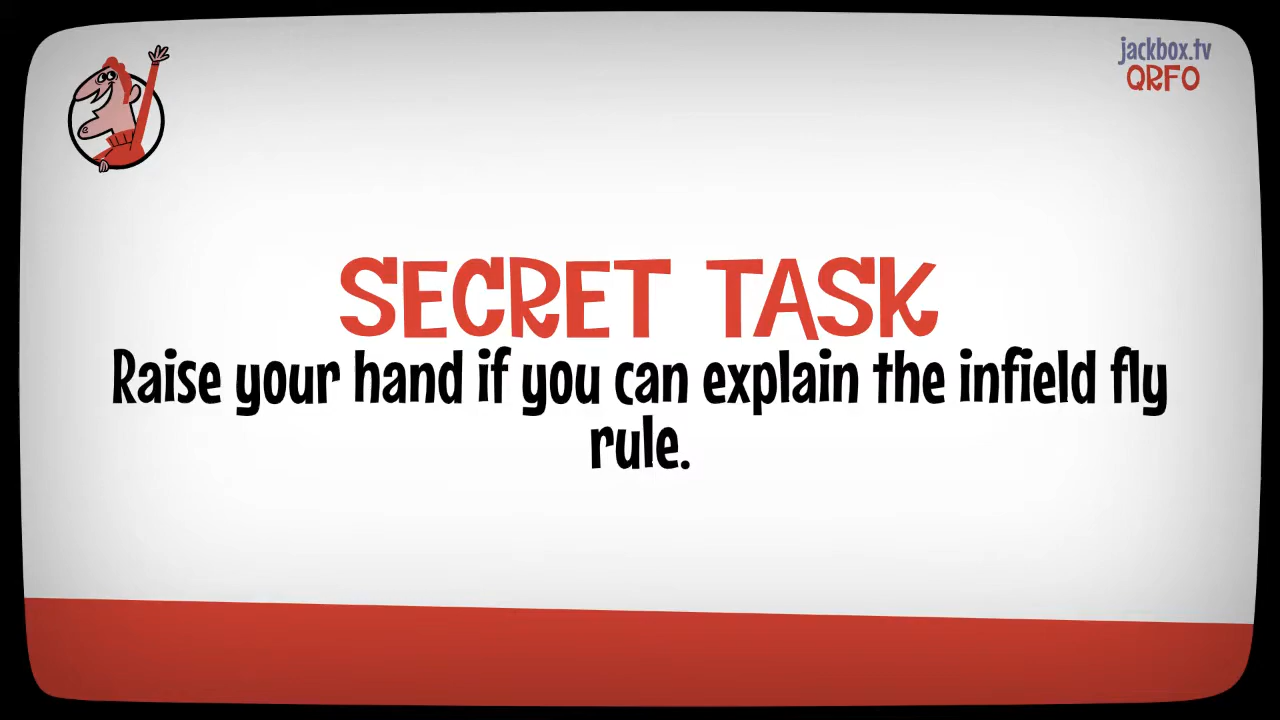 jackbox.tv
QRFO
SECRET TASK
Raise your hand if you can explain the infield fly
rule.